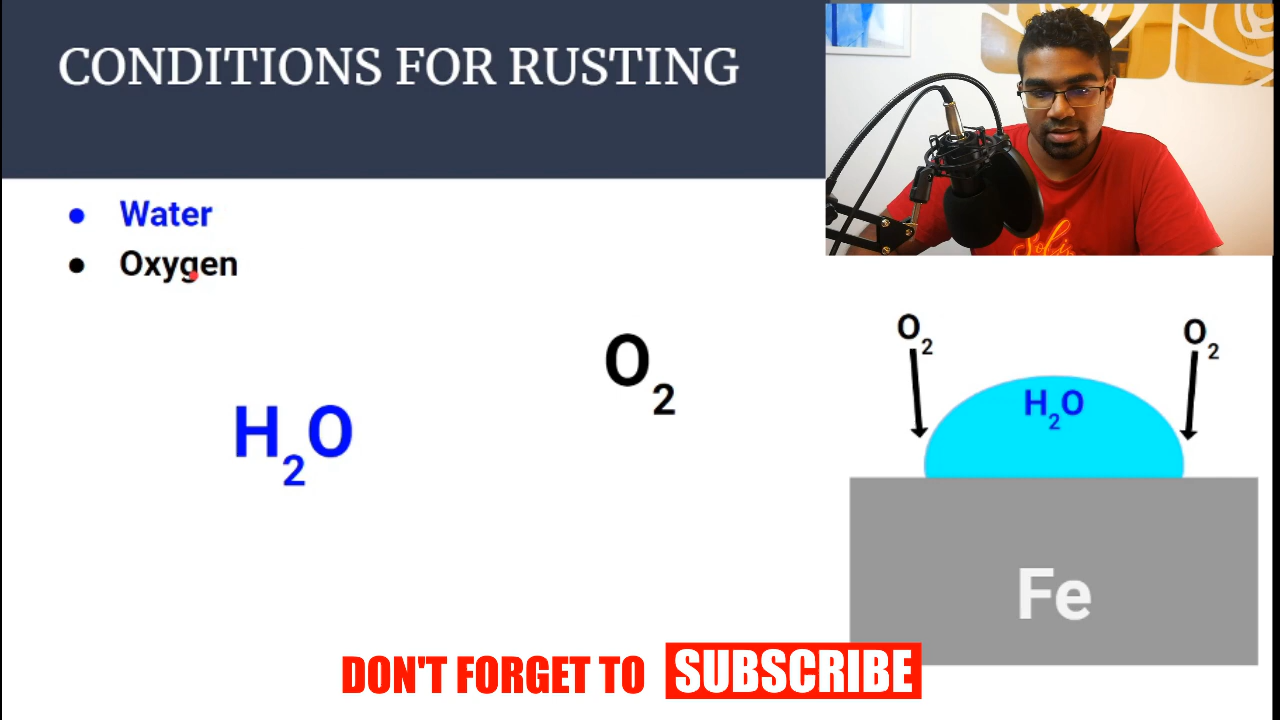 CONDITIONS FOR RUSTING
● Water
● Oxygen
O₂
H₂O
O₂
O₂
H₂O
Fe
DON'T FORGET TO SUBSCRIBE